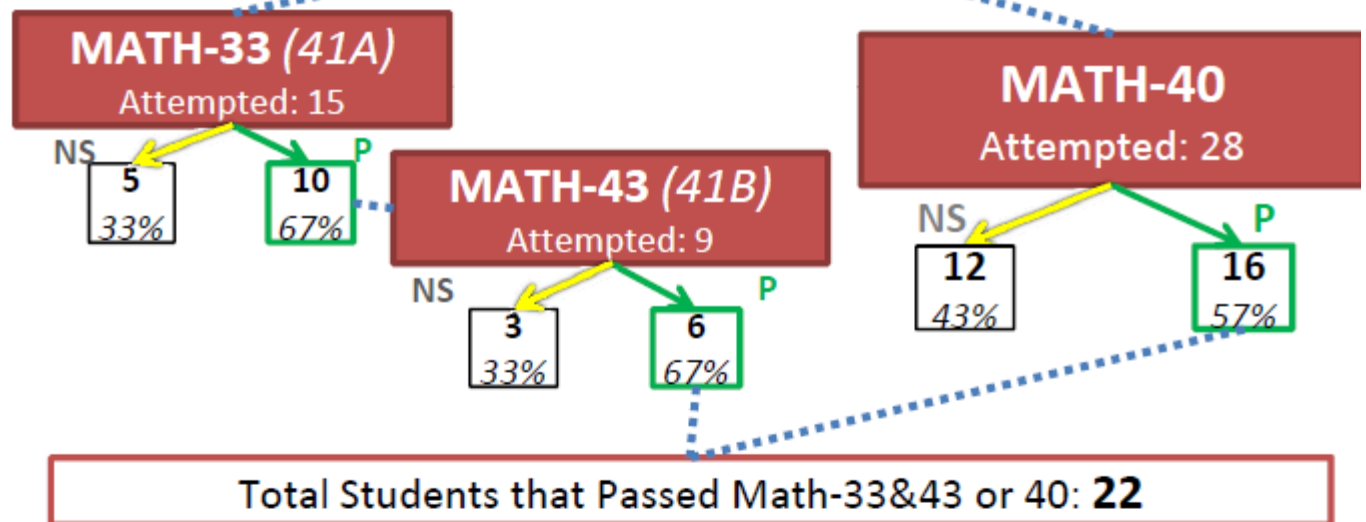 MATH-33 (41A)
Attempted: 15
NS
P
5
33%
10
67%
MATH-43 (41B)
Attempted: 9
NS
P
3
33%
6
67%
MATH-40
Attempted: 28
NS
P
12
43%
16
57%
Total Students that Passed Math-33&43 or 40: 22